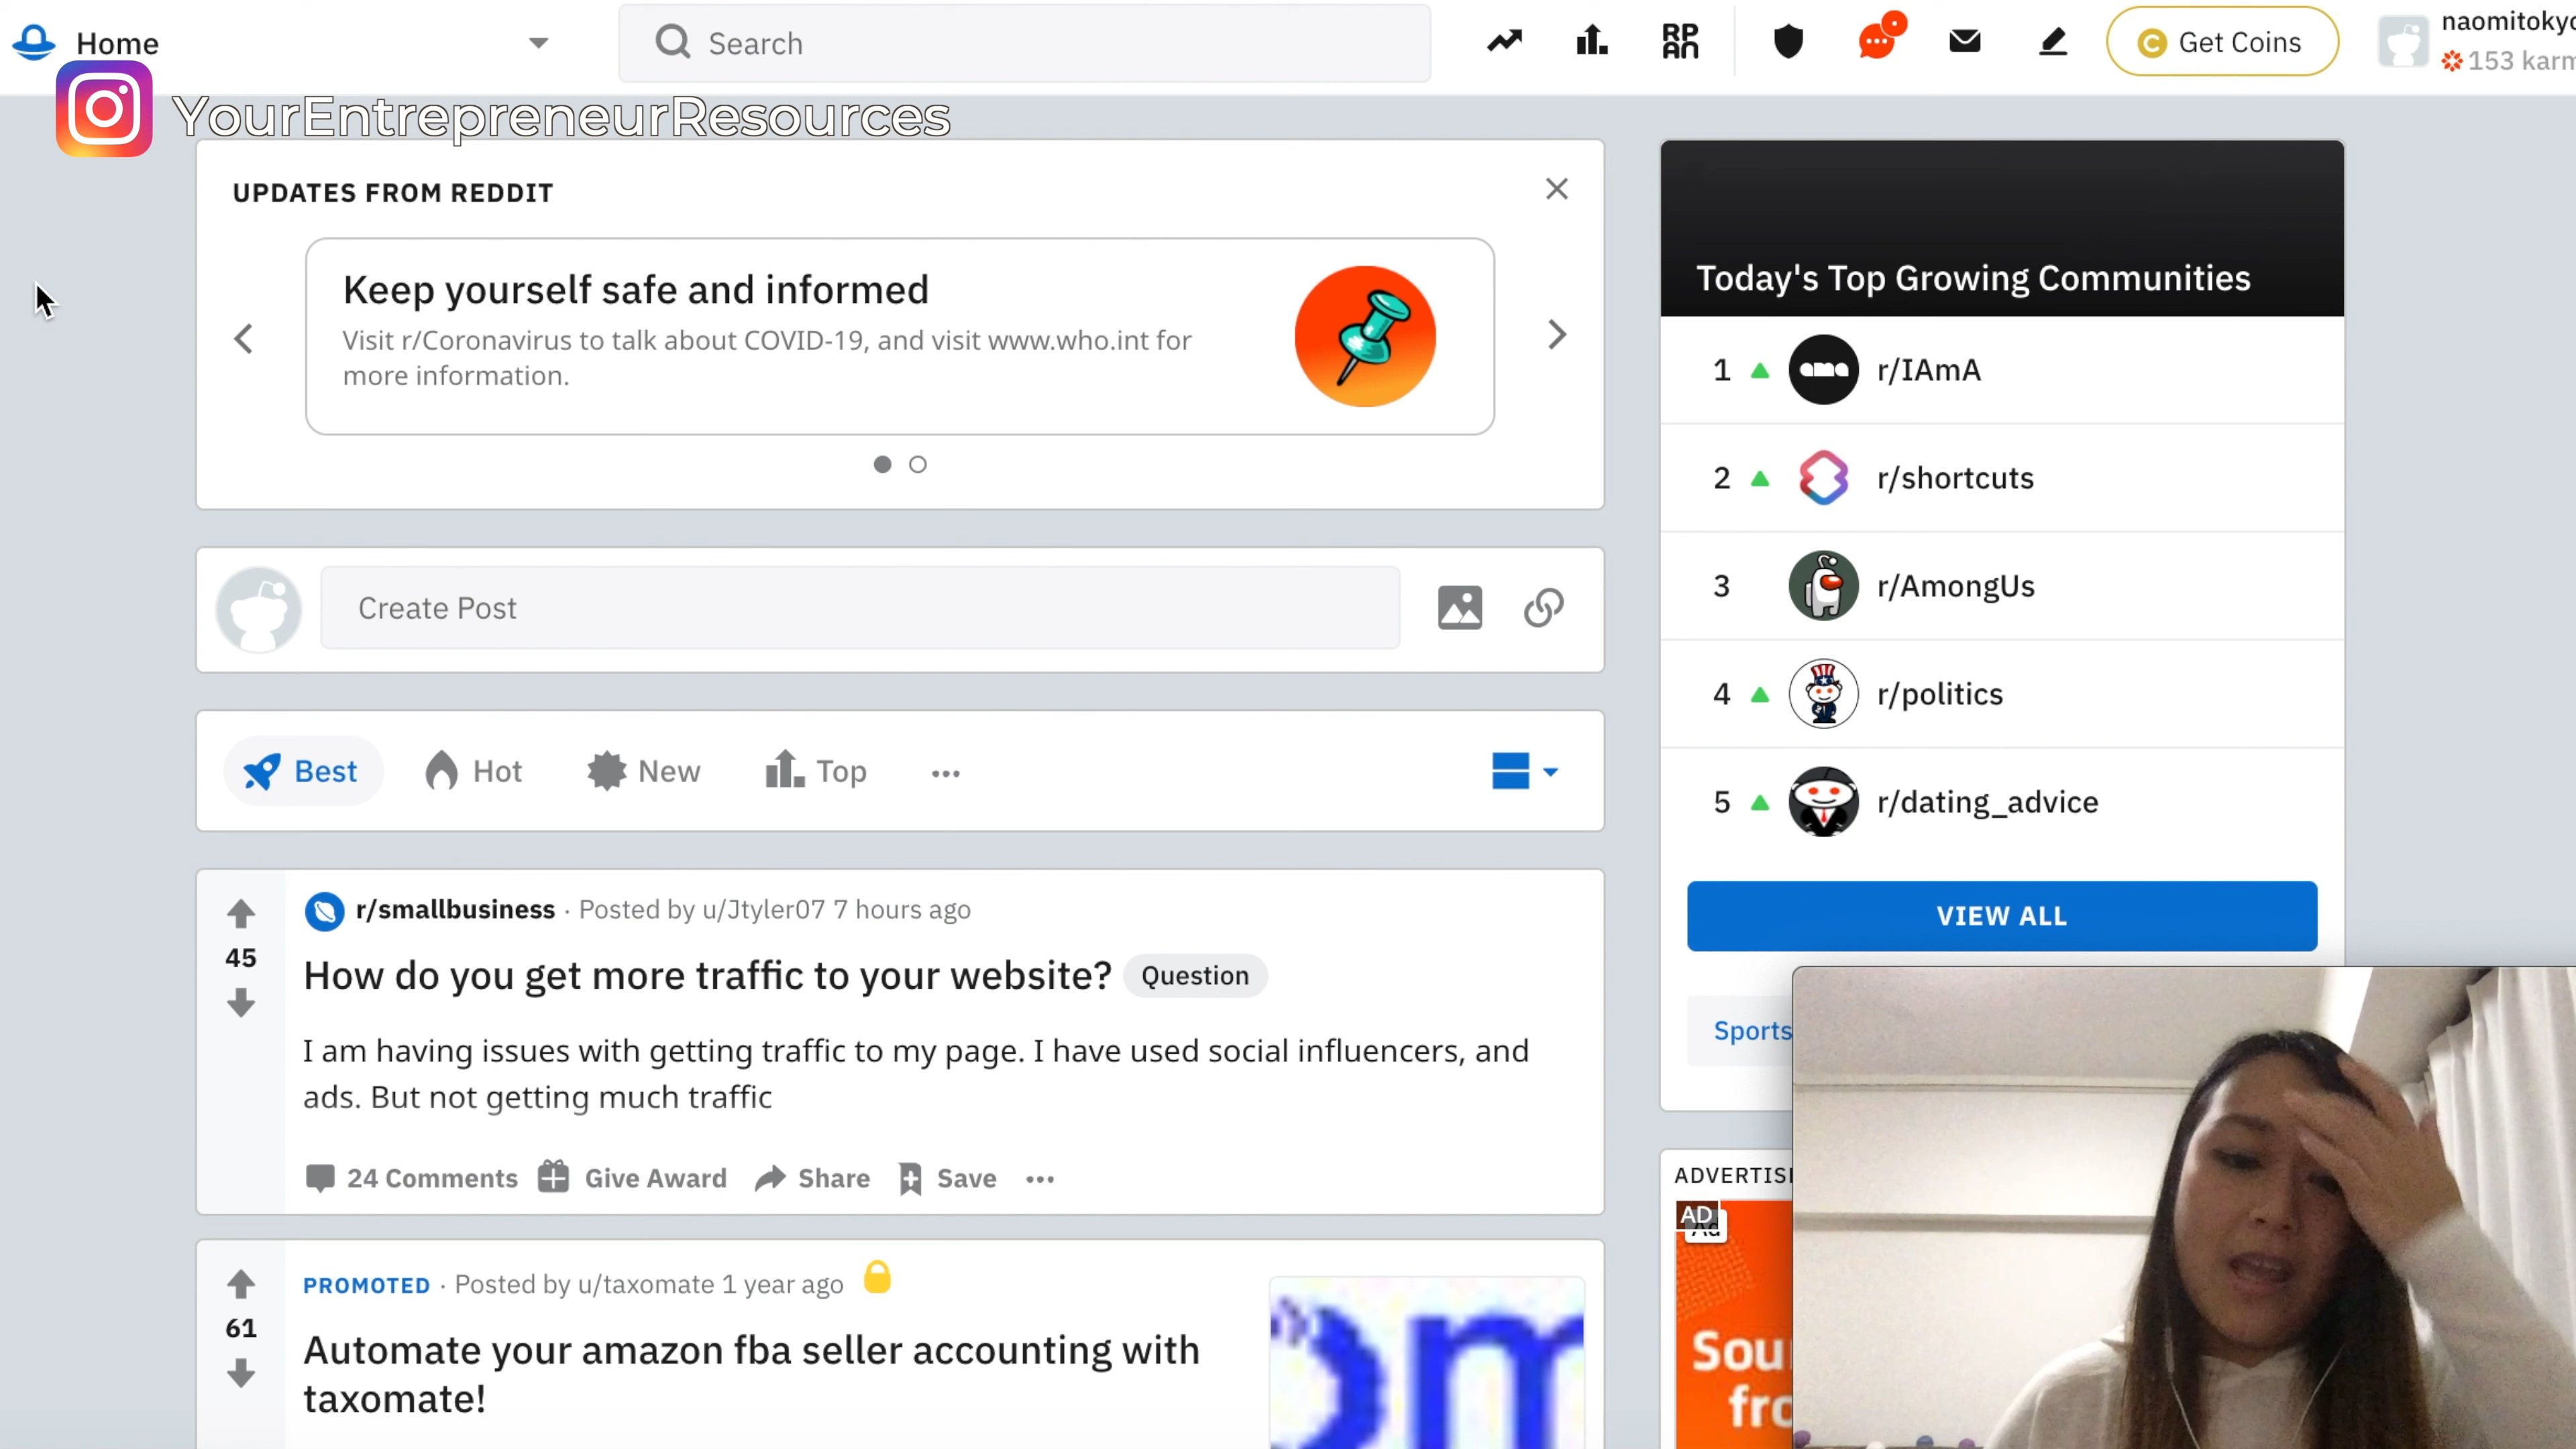 Home
Search
RPAN
Get Coins
153
YourEntrepreneurResources
UPDATES FROM REDDIT
Keep yourself safe and informed
Visit r/Coronavirus to talk about COVID-19, and visit www.who.int for
more information.
Create Post
Best
Hot
New
Top
r/smallbusiness · Posted by u/Jtyler07 7 hours ago
45
How do you get more traffic to your website?
Question
I am having issues with getting traffic to my page. I have used social influencers, and
ads. But not getting much traffic
24 Comments
Give Award
Share
Save
PROMOTED · Posted by u/taxomate 1 year ago
61
Automate your amazon fba seller accounting with
taxomate!
Today's Top Growing Communities
1 ama r/IAmA
2 r/shortcuts
3 r/AmongUs
4 r/politics
5 r/dating_advice
VIEW ALL
Sports
AD
Ad